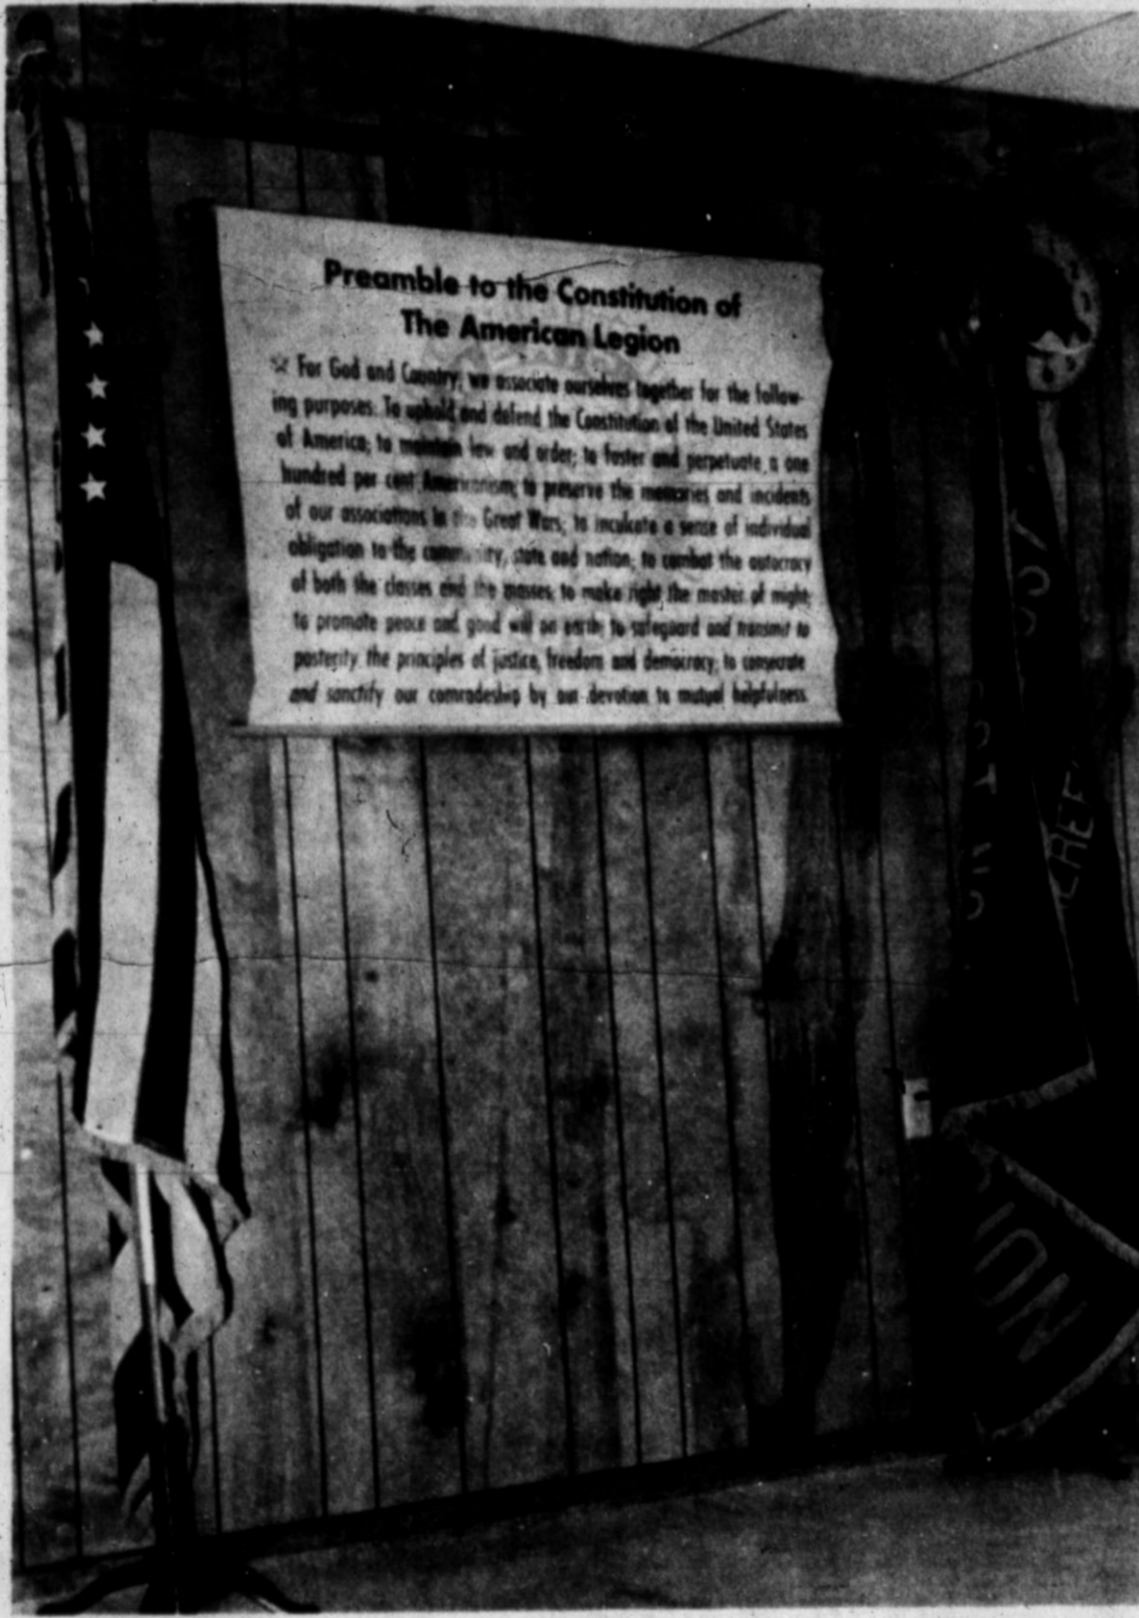 Preamble to the Constitution of
The American Legion
For God and Country, we associate ourselves together for the follow-
ing purposes: To uphold and defend the Constitution of the United States
of America; to maintain law and order; to foster and perpetuate a one
hundred per cent Americanism; to preserve the memories and incidents
of our associations in the Great Wars; to inculcate a sense of individual
obligation to the community, state and nation; to combat the autocracy
of both the classes and the masses; to make right the master of might;
to promote peace and good will on earth; to safeguard and transmit to
posterity the principles of justice, freedom and democracy; to consecrate
and sanctify our comradeship by our devotion to mutual helpfulness.